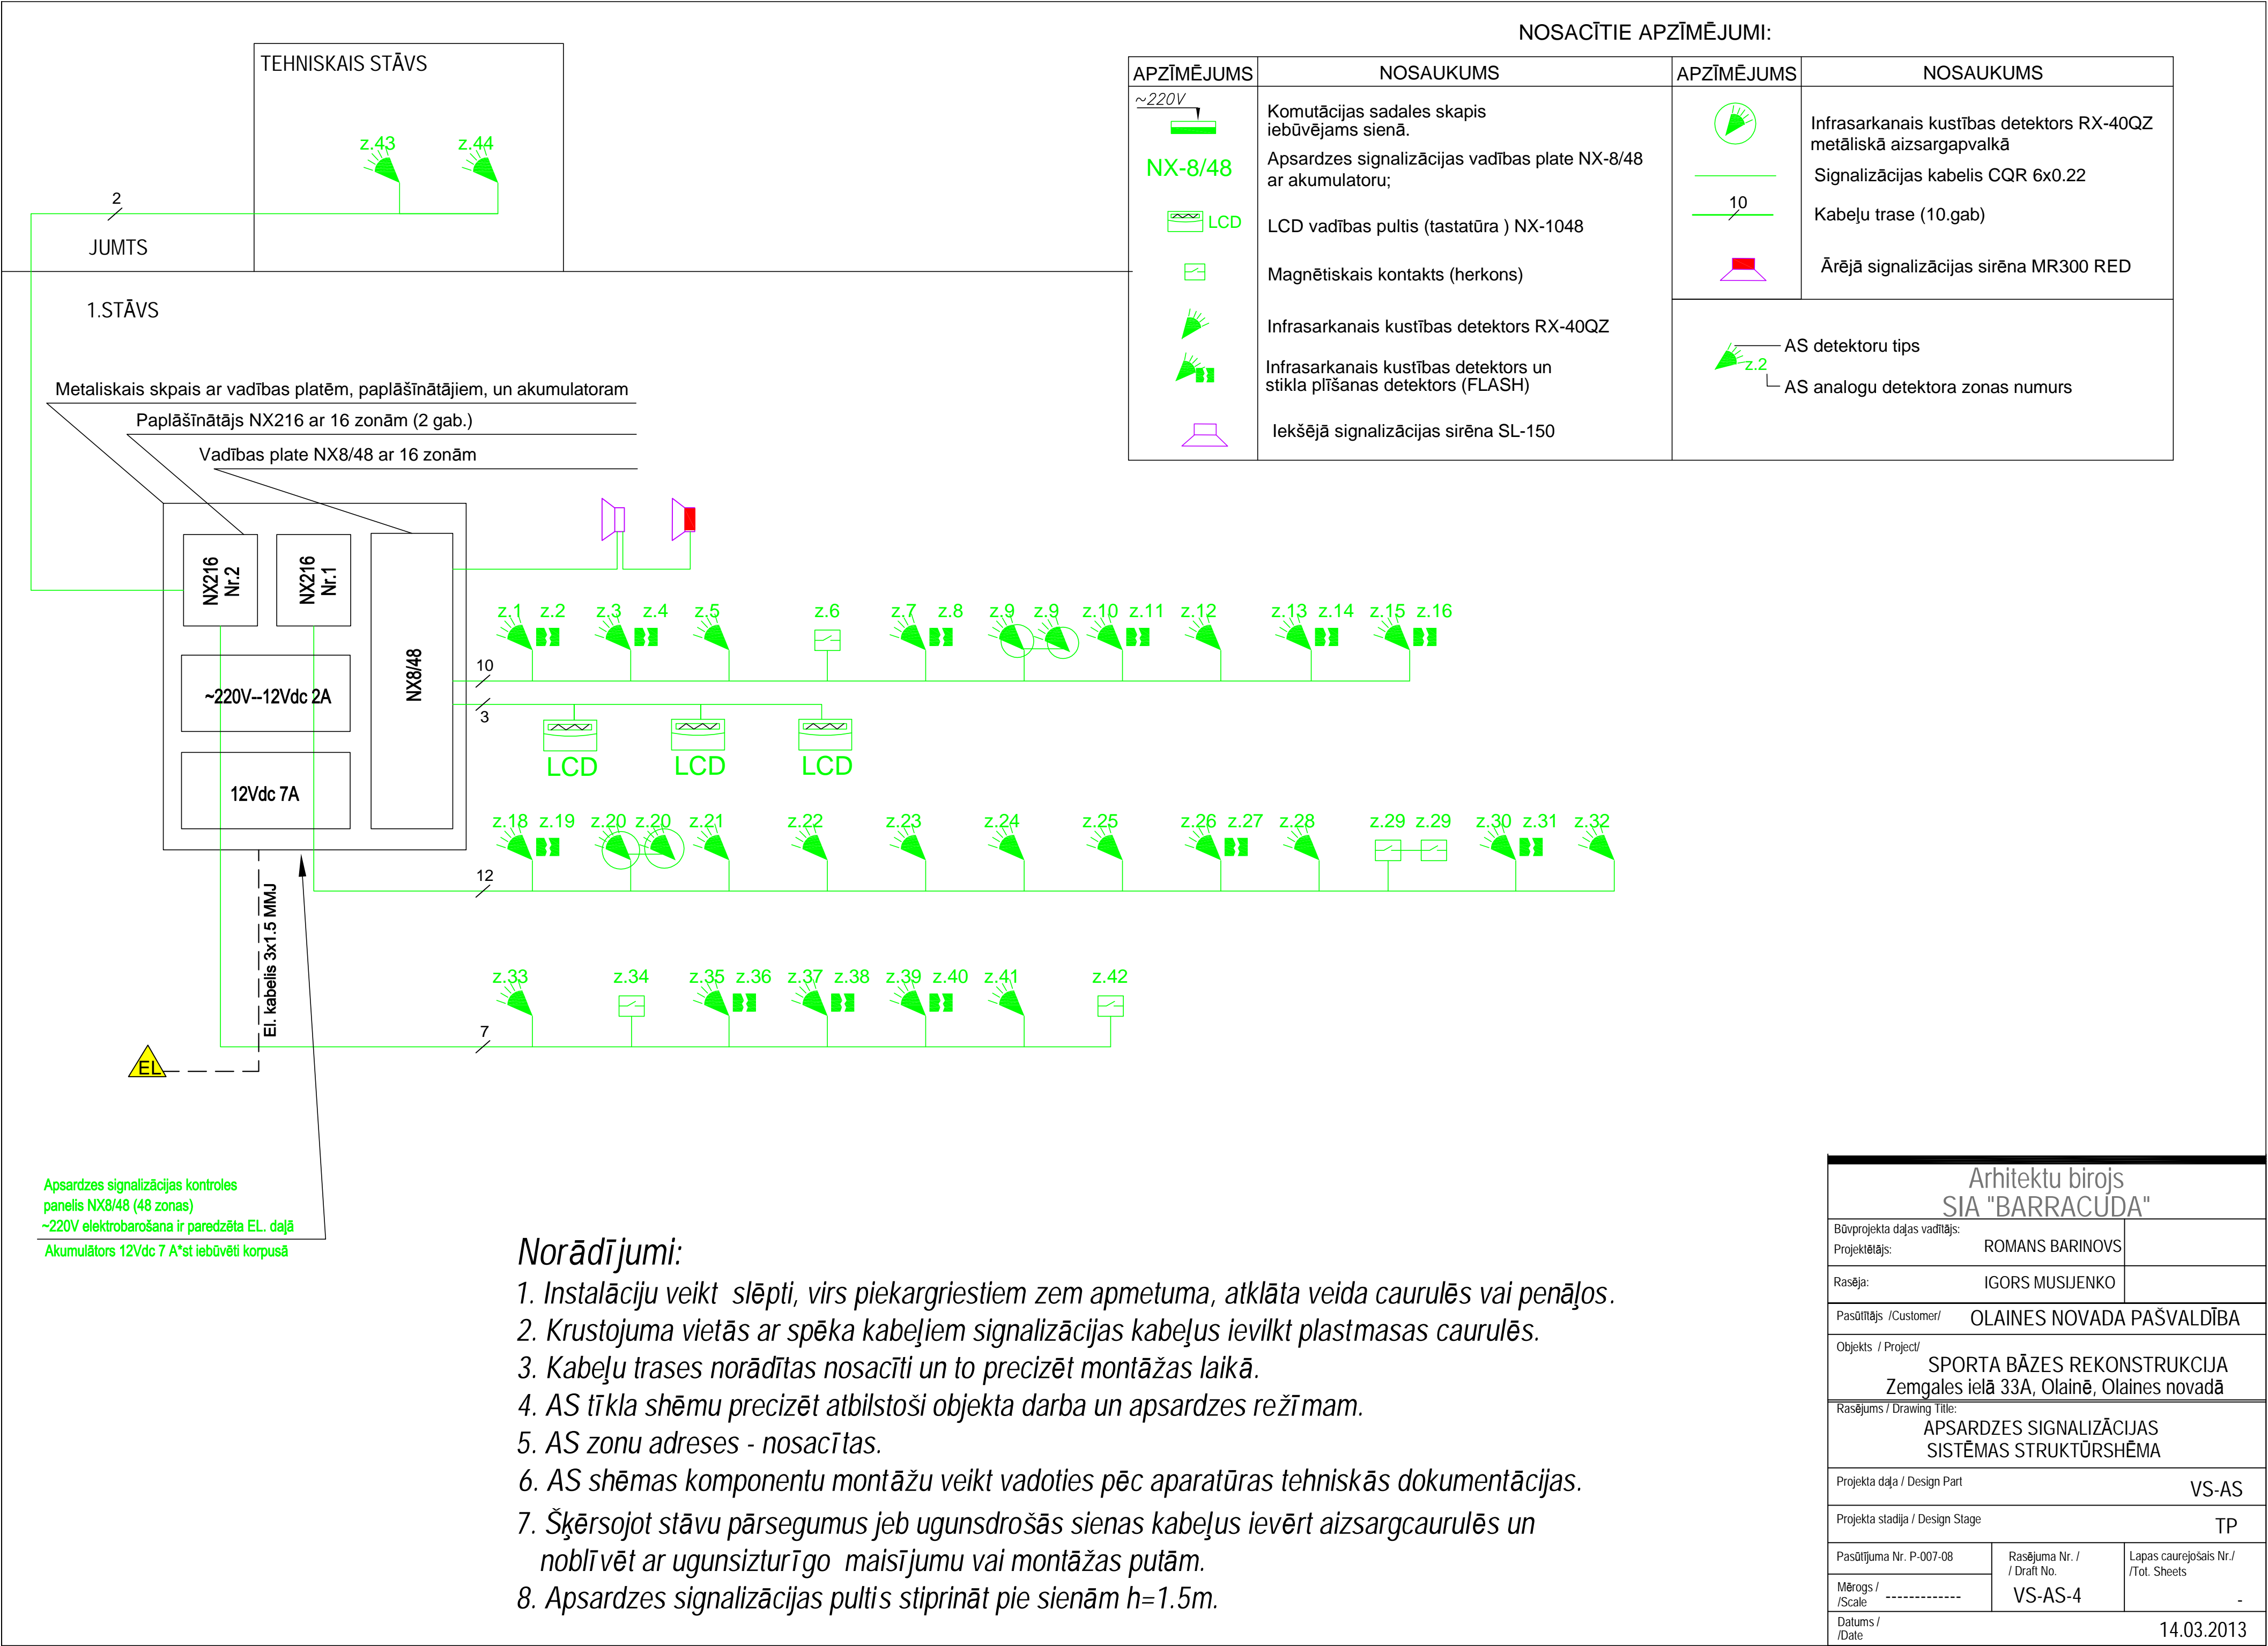 NOSACĪTIE APZĪMĒJUMI:
APZĪMĒJUMS NOSAUKUMS APZĪMĒJUMS NOSAUKUMS
~220V
Komutācijas sadales skapis
iebūvējams sienā.
NX-8/48
Apsardzes signalizācijas vadības plate NX-8/48
ar akumulatoru;
LCD
LCD vadības pultis (tastatūra ) NX-1048
Magnētiskais kontakts (herkons)
Infrasarkanais kustības detektors RX-40QZ
Infrasarkanais kustības detektors un
stikla plīšanas detektors (FLASH)
Iekšējā signalizācijas sirēna SL-150
Infrasarkanais kustības detektors RX-40QZ
metāliskā aizsargapvalkā
Signalizācijas kabelis CQR 6x0.22
10
Kabeļu trase (10.gab)
Ārējā signalizācijas sirēna MR300 RED
AS detektoru tips
z.2
AS analogu detektora zonas numurs
TEHNISKAIS STĀVS
z.43 z.44
2
JUMTS
1.STĀVS
Metaliskais skpais ar vadības platēm, paplāšīnātājiem, un akumulatoram
Paplāšīnātājs NX216 ar 16 zonām (2 gab.)
Vadības plate NX8/48 ar 16 zonām
NX216
Nr.2
NX216
Nr.1
NX8/48
~220V--12Vdc 2A
12Vdc 7A
z.1 z.2 z.3 z.4 z.5 z.6 z.7 z.8 z.9 z.9 z.10 z.11 z.12 z.13 z.14 z.15 z.16
10
3
LCD LCD LCD
z.18 z.19 z.20 z.20 z.21 z.22 z.23 z.24 z.25 z.26 z.27 z.28 z.29 z.29 z.30 z.31 z.32
12
z.33 z.34 z.35 z.36 z.37 z.38 z.39 z.40 z.41 z.42
7
El. kabelis 3x1.5 MMJ
EL
Apsardzes signalizācijas kontroles
panelis NX8/48 (48 zonas)
~220V elektrobarošana ir paredzēta EL. daļā
Akumulātors 12Vdc 7 A*st iebūvēti korpusā
Norādījumi:
1. Instalāciju veikt slēpti, virs piekargriestiem zem apmetuma, atklāta veida caurulēs vai penāļos.
2. Krustojuma vietās ar spēka kabeļiem signalizācijas kabeļus ievilkt plastmasas caurulēs.
3. Kabeļu trases norādītas nosacīti un to precizēt montāžas laikā.
4. AS tīkla shēmu precizēt atbilstoši objekta darba un apsardzes režīmam.
5. AS zonu adreses - nosacītas.
6. AS shēmas komponentu montāžu veikt vadoties pēc aparatūras tehniskās dokumentācijas.
7. Šķērsojot stāvu pārsegumus jeb ugunsdrošās sienas kabeļus ievērt aizsargcaurulēs un
noblīvēt ar ugunsizturīgo maisījumu vai montāžas putām.
8. Apsardzes signalizācijas pultis stiprināt pie sienām h=1.5m.
Arhitektu birojs
SIA "BARRACUDA"
Būvprojekta daļas vadītājs:
Projektētājs: ROMANS BARINOVS
Rasēja: IGORS MUSIJENKO
Pasūtītājs /Customer/ OLAINES NOVADA PAŠVALDĪBA
Objekts / Project/
SPORTA BĀZES REKONSTRUKCIJA
Zemgales ielā 33A, Olainē, Olaines novadā
Rasējums / Drawing Title:
APSARDZES SIGNALIZĀCIJAS
SISTĒMAS STRUKTŪRSHĒMA
Projekta daļa / Design Part VS-AS
Projekta stadija / Design Stage TP
Pasūtījuma Nr. P-007-08
Rasējuma Nr. /
/ Draft No.
VS-AS-4
Lapas caurejošais Nr./
/Tot. Sheets
-
Mērogs /
/Scale -------------
Datums /
/Date 14.03.2013